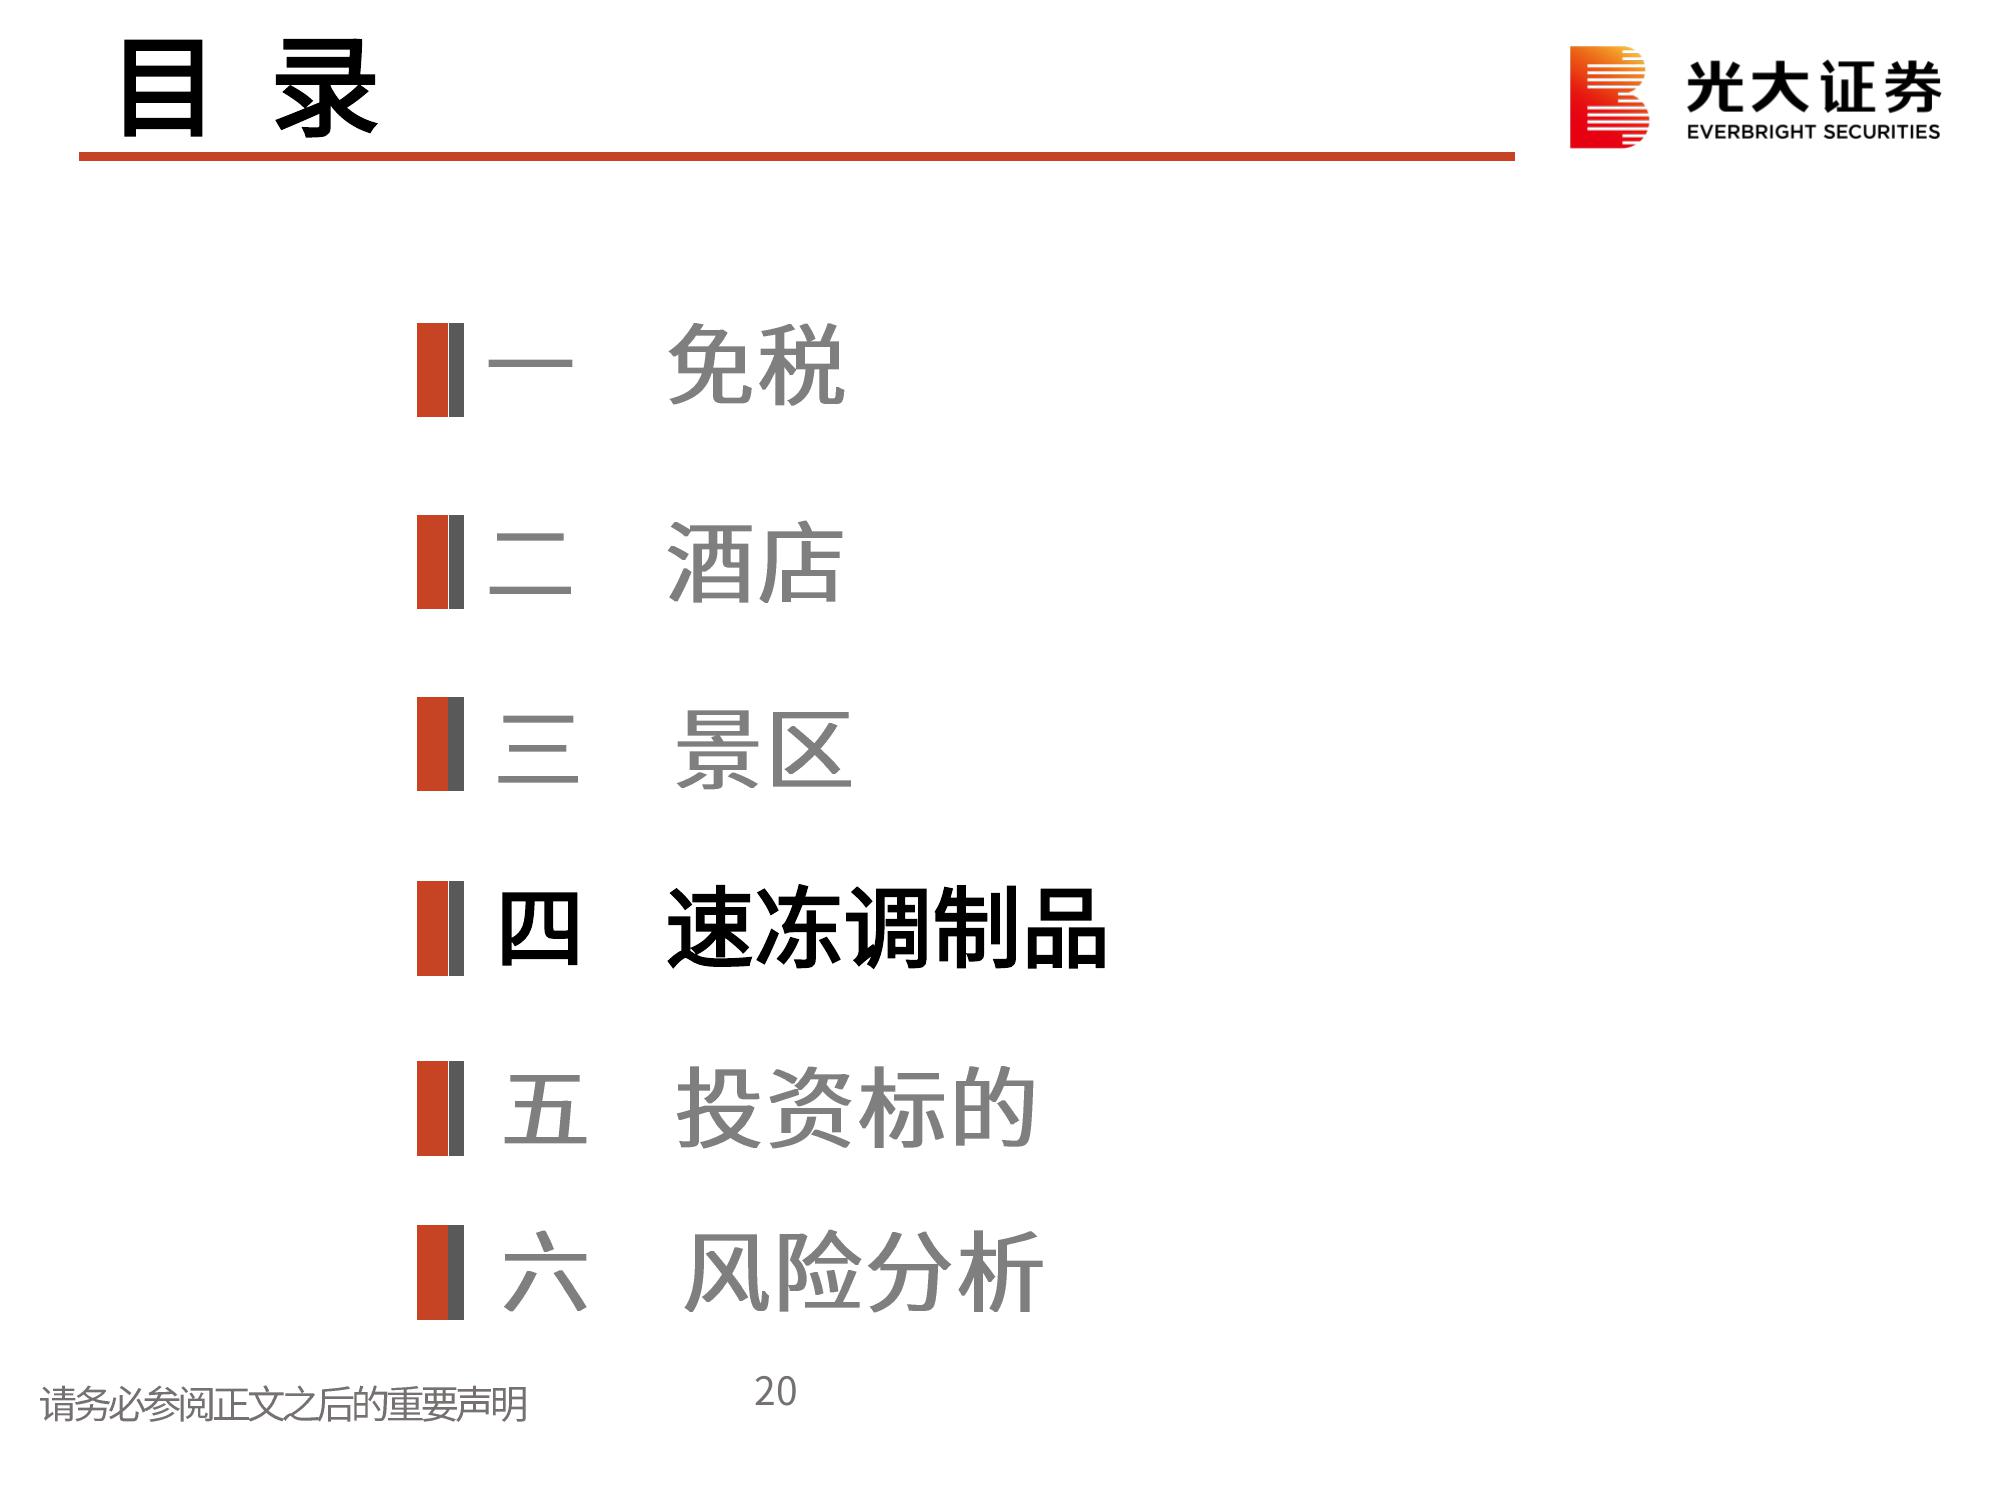 目 录
光大证券
EVERBRIGHT SECURITIES
一 免税
二 酒店
三 景区
四 速冻调制品
五 投资标的
六 风险分析
请务必参阅正文之后的重要声明
20